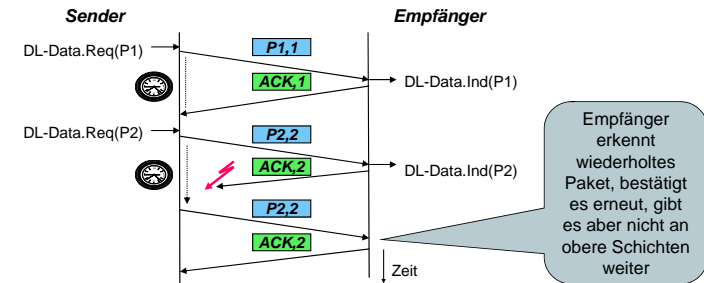 Sender Empfänger
DL-Data.Req(P1) P1,1
ACK,1 DL-Data.Ind(P1)
DL-Data.Req(P2) P2,2
ACK,2 DL-Data.Ind(P2)
P2,2
ACK,2
Zeit
Empfänger
erkennt
wiederholtes
Paket, bestätigt
es erneut, gibt
es aber nicht an
obere Schichten
weiter